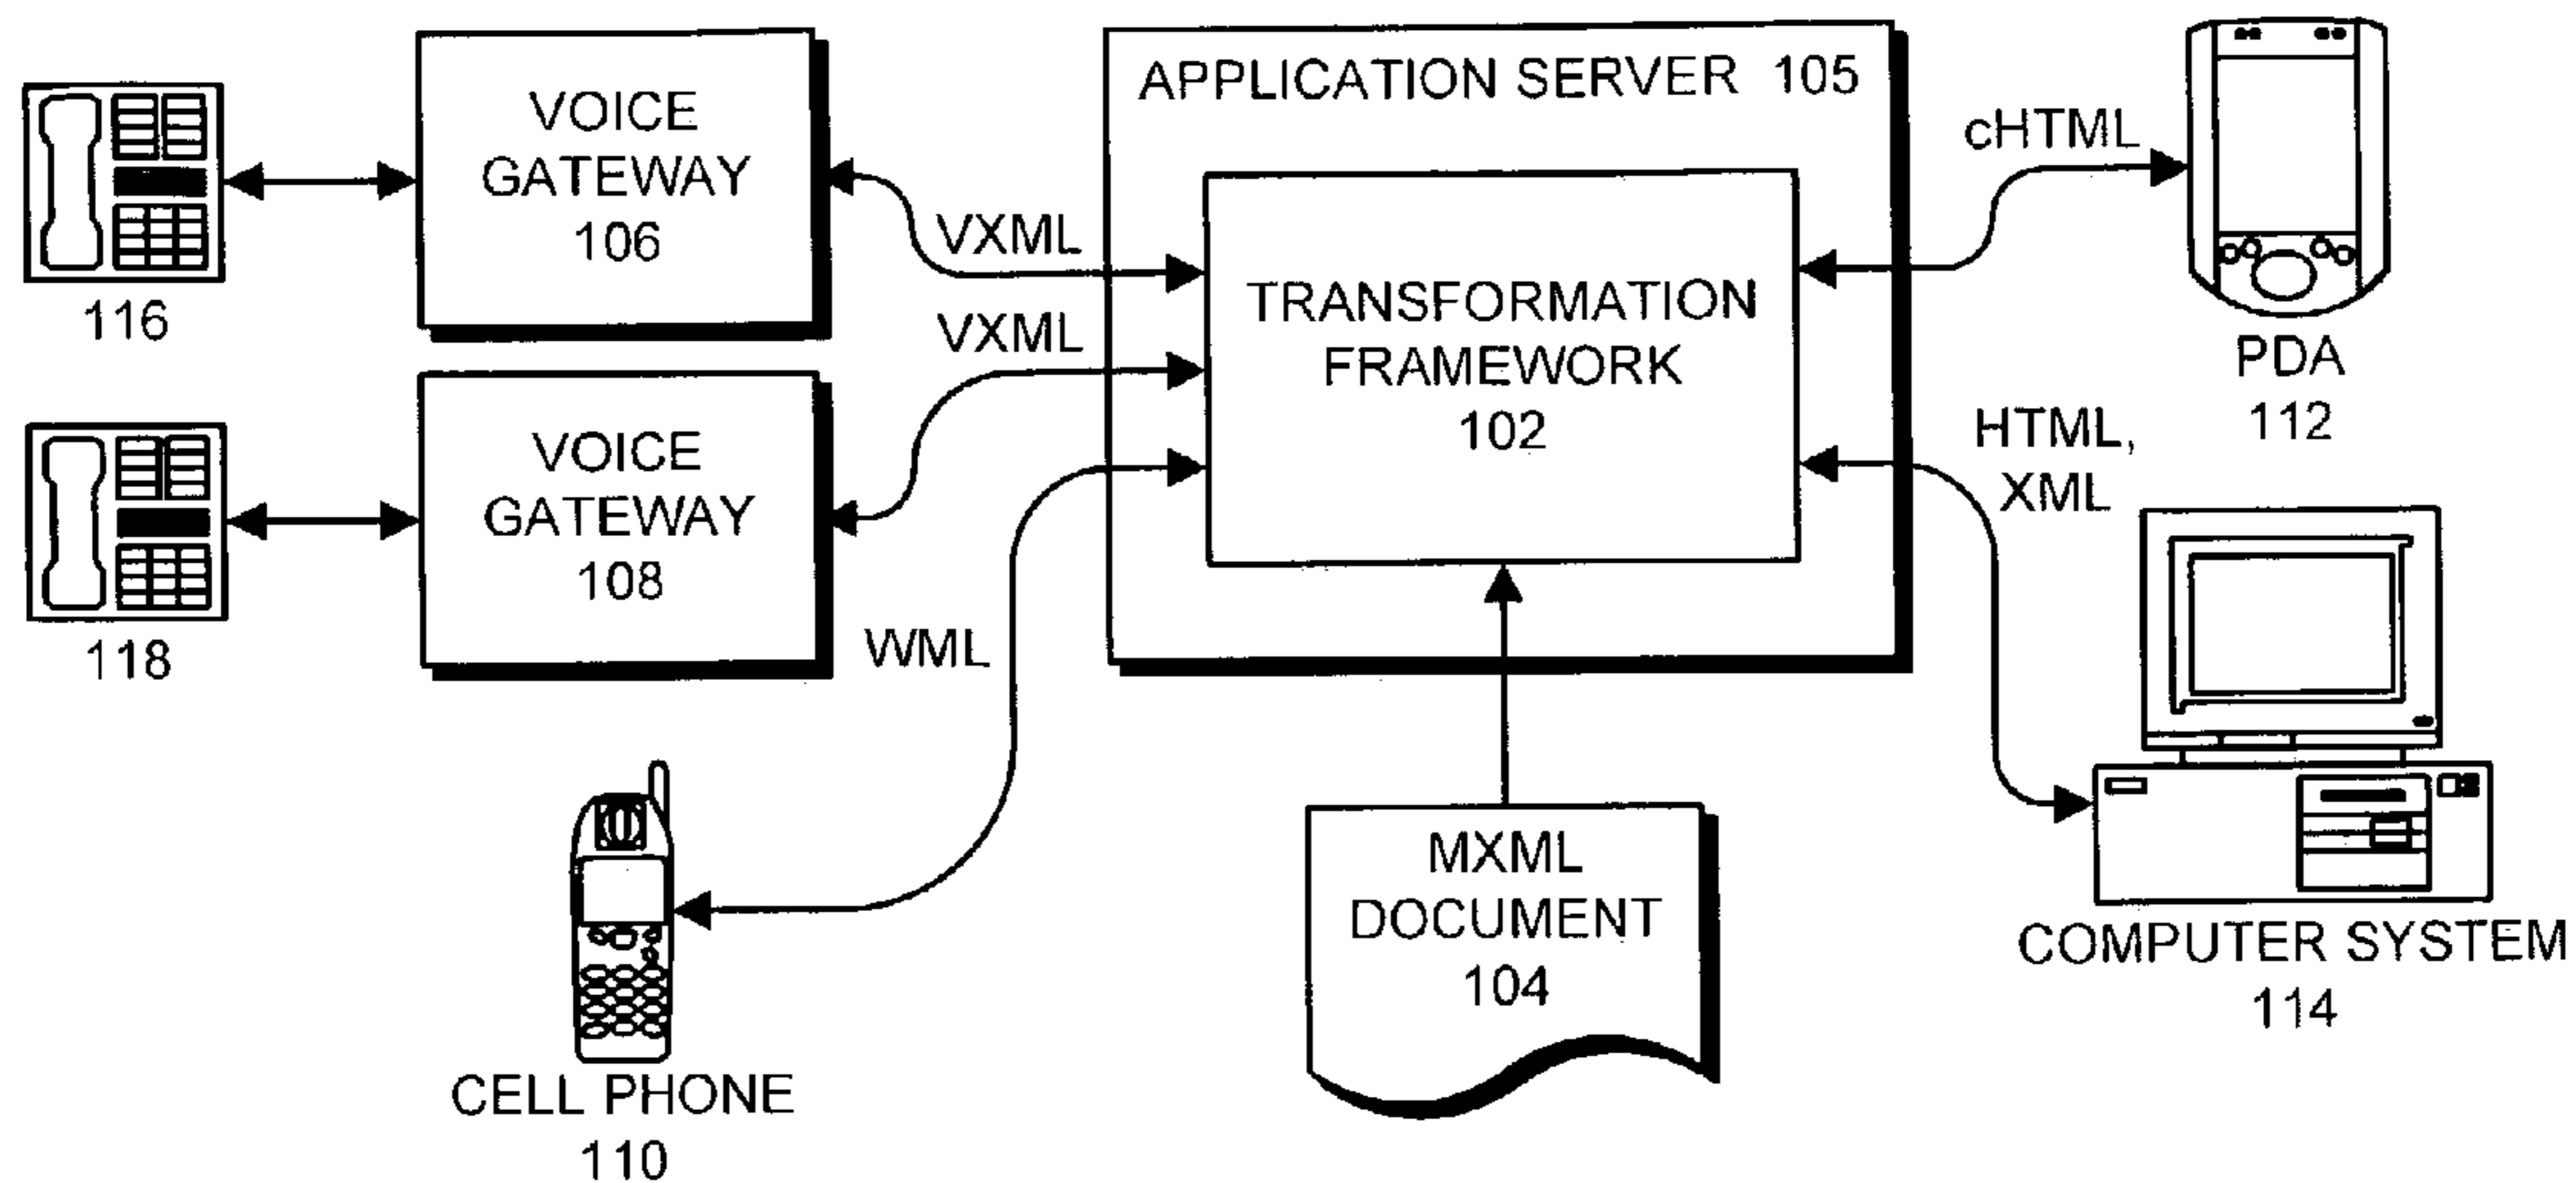 APPLICATION SERVER 105
VOICE
GATEWAY
106
116
VXML
VXML
VOICE
GATEWAY
108
118
WML
TRANSFORMATION
FRAMEWORK
102
cHTML
PDA
112
HTML,
XML
COMPUTER SYSTEM
114
MXML
DOCUMENT
104
CELL PHONE
110